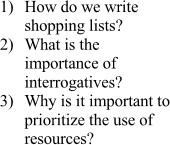 1) How do we write
shopping lists?
2) What is the
importance of
interrogatives?
3) Why is it important to
prioritize the use of
resources?